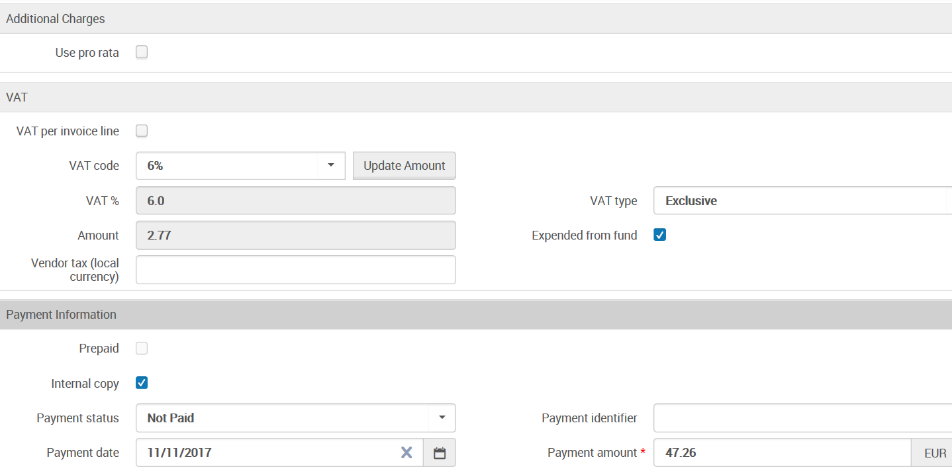 Additional Charges
Use pro rata
VAT
VAT per invoice line
VAT code 6% Update Amount
VAT % 6.0 VAT type Exclusive
Amount 2.77 Expended from fund
Vendor tax (local
currency)
Payment Information
Prepaid
Internal copy
Payment status Not Paid Payment identifier
Payment date 11/11/2017 Payment amount * 47.26 EUR